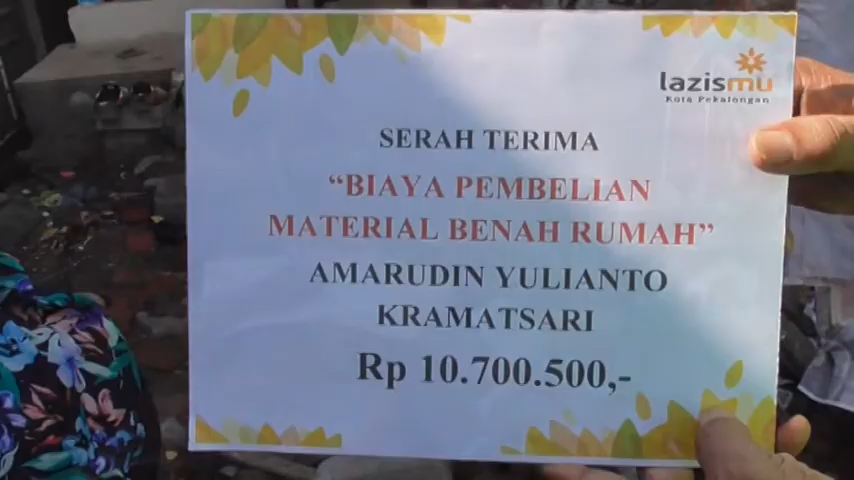 lazismu
Kota Pekalongan
SERAH TERIMA
“BIAYA PEMBELIAN
MATERIAL BENAH RUMAH”
AMARUDIN YULIANTO
KRAMATSARI
Rp 10.700.500,-